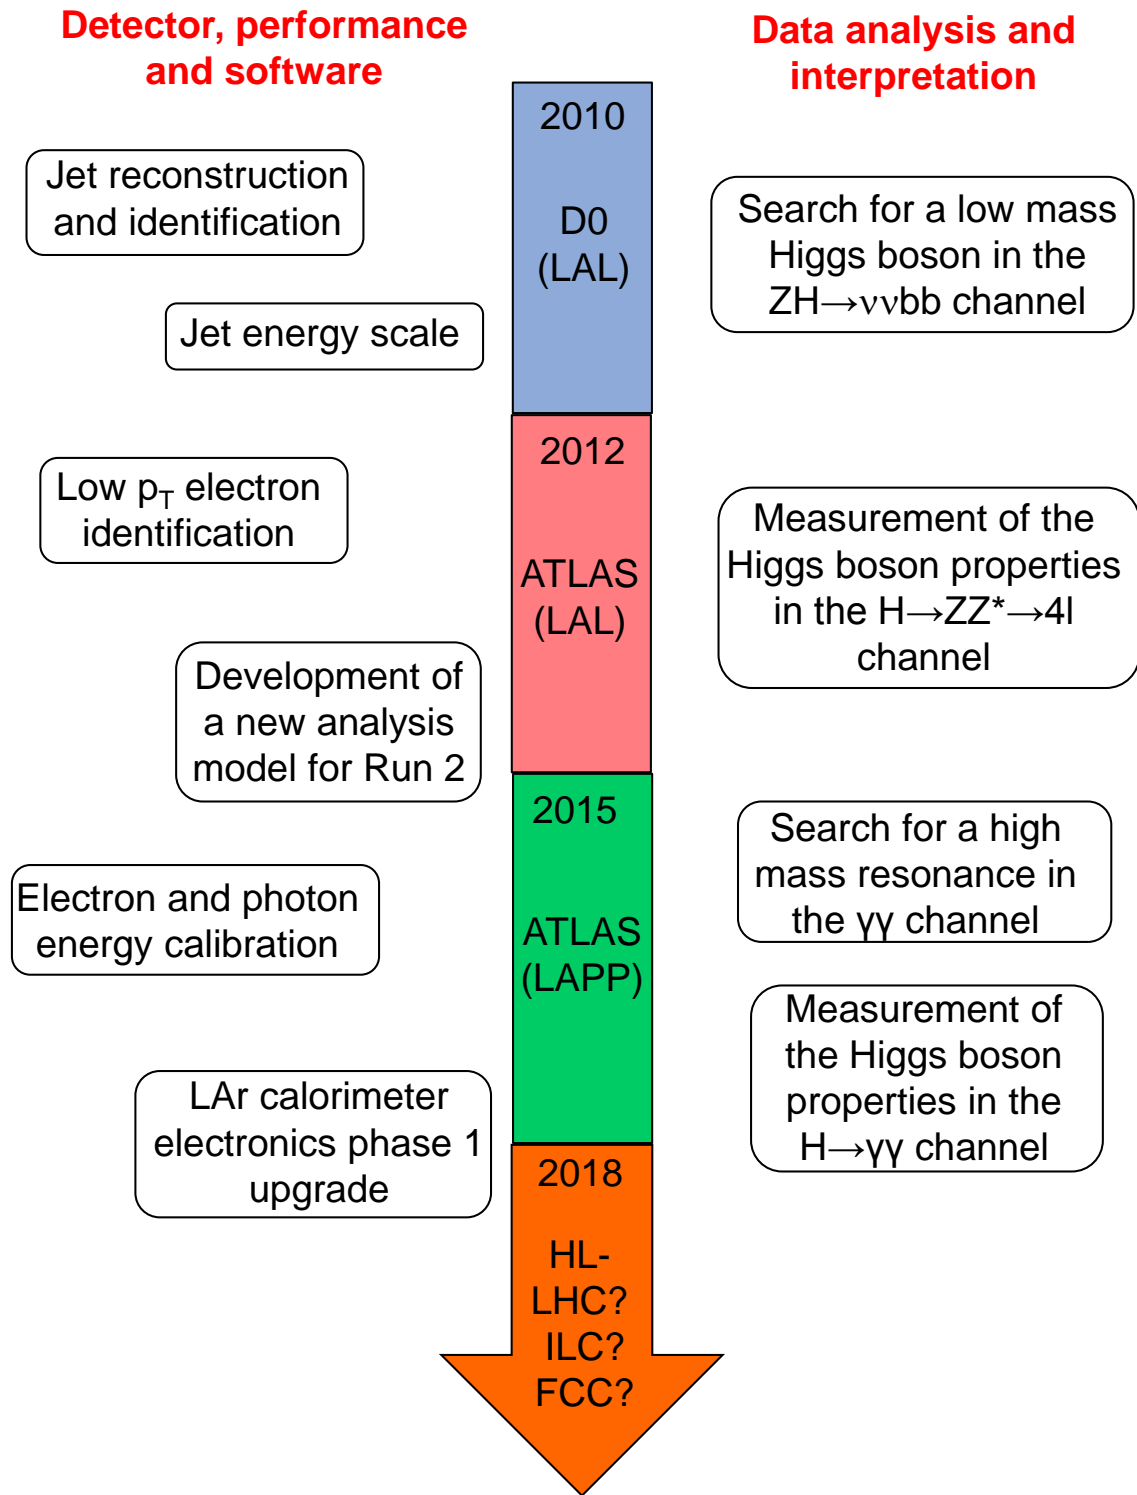 Detector, performance
and software
Data analysis and
interpretation
2010
D0
(LAL)
Jet reconstruction
and identification
Jet energy scale
Search for a low mass
Higgs boson in the
ZH→ννbb channel
2012
ATLAS
(LAL)
Low pT electron
identification
Development of
a new analysis
model for Run 2
Measurement of the
Higgs boson properties
in the H→ZZ*→4l
channel
2015
ATLAS
(LAPP)
Electron and photon
energy calibration
LAr calorimeter
electronics phase 1
upgrade
Search for a high
mass resonance in
the γγ channel
Measurement of
the Higgs boson
properties in the
H→γγ channel
2018
HL-
LHC?
ILC?
FCC?